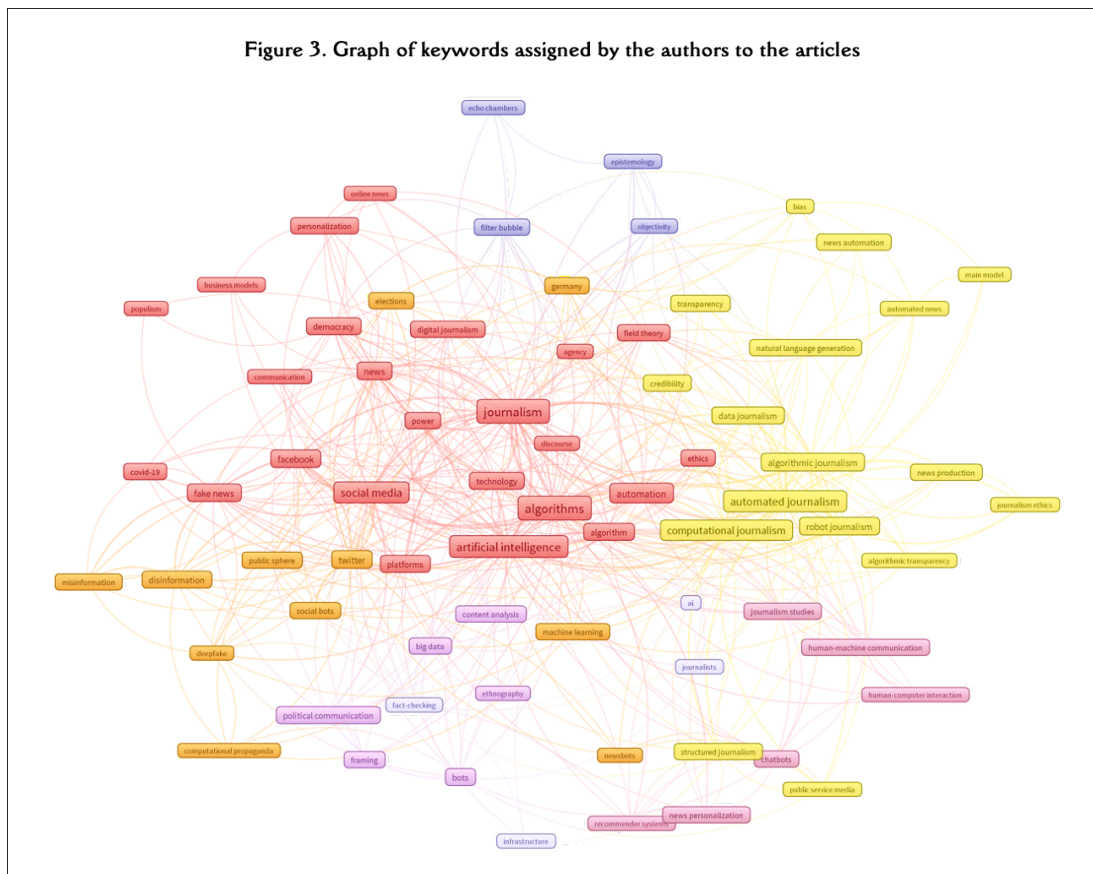 Figure 3. Graph of keywords assigned by the authors to the articles
echo chambers
epistemology
online news
bias
personalization
filter bubble
objectivity
news automation
main model
business models
germany
elections
transparency
populism
automated news
democracy
digital journalism
field theory
natural language generation
agency
news
communication
credibility
journalism
data journalism
power
discourse
facebook
ethics
algorithmic journalism
covid-19
news production
technology
fake news
social media
automation
automated journalism
journalism ethics
algorithms
robot journalism
algorithm
computational journalism
artificial intelligence
public sphere
twitter
platforms
algorithmic transparency
misinformation
disinformation
ai
social bots
content analysis
journalism studies
machine learning
big data
human-machine communication
deepfake
journalists
ethnography
human-computer interaction
fact-checking
political communication
computational propaganda
structured journalism
newsbots
framing
chatbots
bots
public service media
news personalization
recommender systems
infrastructure